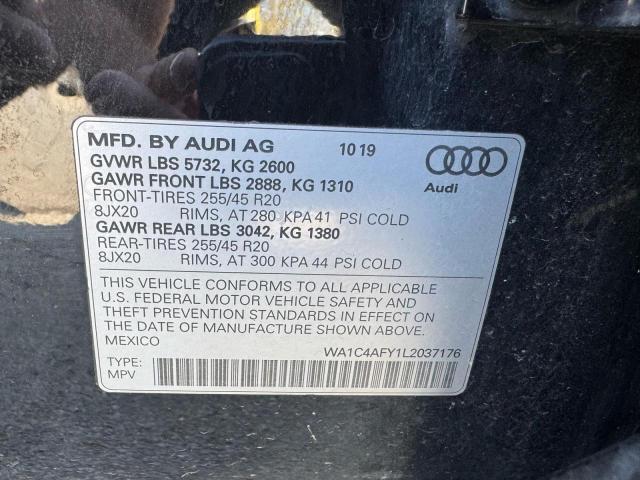 MFD. BY AUDI AG 10 19
GVWR LBS 5732, KG 2600
GAWR FRONT LBS 2888, KG 1310
FRONT-TIRES 255/45 R20
8JX20 RIMS, AT 280 KPA 41 PSI COLD
GAWR REAR LBS 3042, KG 1380
REAR-TIRES 255/45 R20
8JX20 RIMS, AT 300 KPA 44 PSI COLD
Audi
THIS VEHICLE CONFORMS TO ALL APPLICABLE
U.S. FEDERAL MOTOR VEHICLE SAFETY AND
THEFT PREVENTION STANDARDS IN EFFECT ON
THE DATE OF MANUFACTURE SHOWN ABOVE.
MEXICO
WA1C4AFY1L2037176
TYPE:
MPV